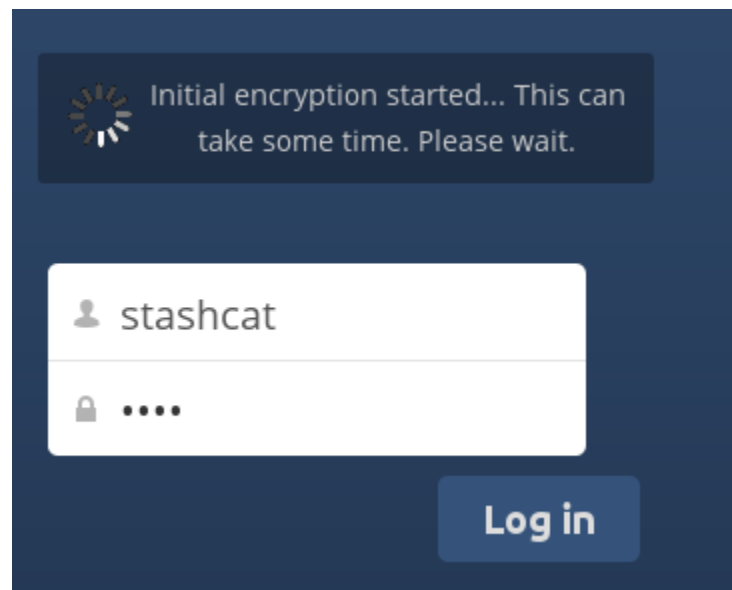 Initial encryption started... This can
take some time. Please wait.
stashcat
••••
Log in